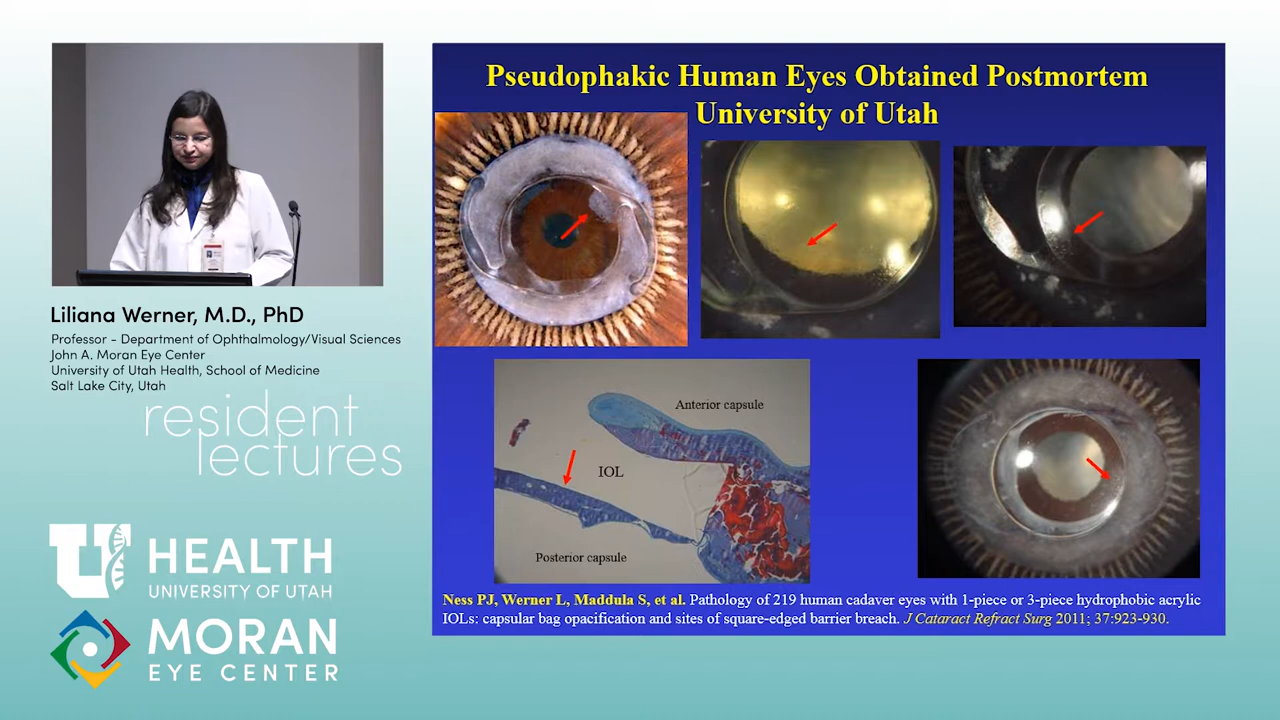 Pseudophakic Human Eyes Obtained Postmortem
University of Utah
Anterior capsule
IOL
Posterior capsule
Ness PJ, Werner L, Maddula S, et al. Pathology of 219 human cadaver eyes with 1-piece or 3-piece hydrophobic acrylic
IOLs: capsular bag opacification and sites of square-edged barrier breach. J Cataract Refract Surg 2011; 37:923-930.
Liliana Werner, M.D., PhD
Professor - Department of Ophthalmology/Visual Sciences
John A. Moran Eye Center
University of Utah Health, School of Medicine
Salt Lake City, Utah
resident
lectures
U HEALTH
UNIVERSITY OF UTAH
MORAN
EYE CENTER